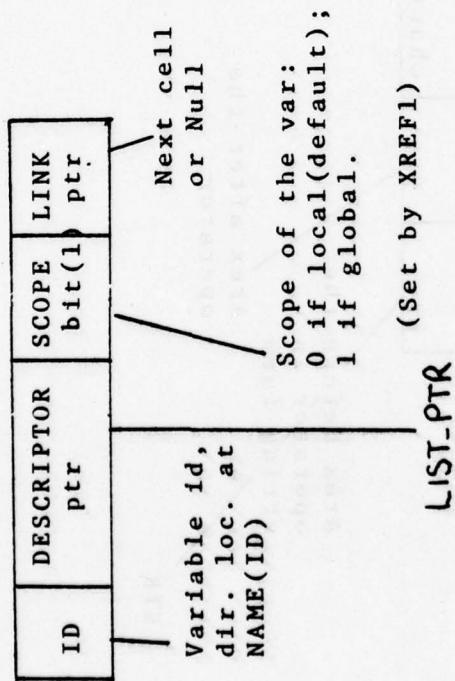 ID
DESCRIPTOR
ptr
SCOPE
bit(1)
LINK
ptr
Variable id,
dir. loc. at
NAME(ID)
Next cell
or Null
Scope of the var:
0 if local(default);
1 if global.
(Set by XREF1)
LIST_PTR